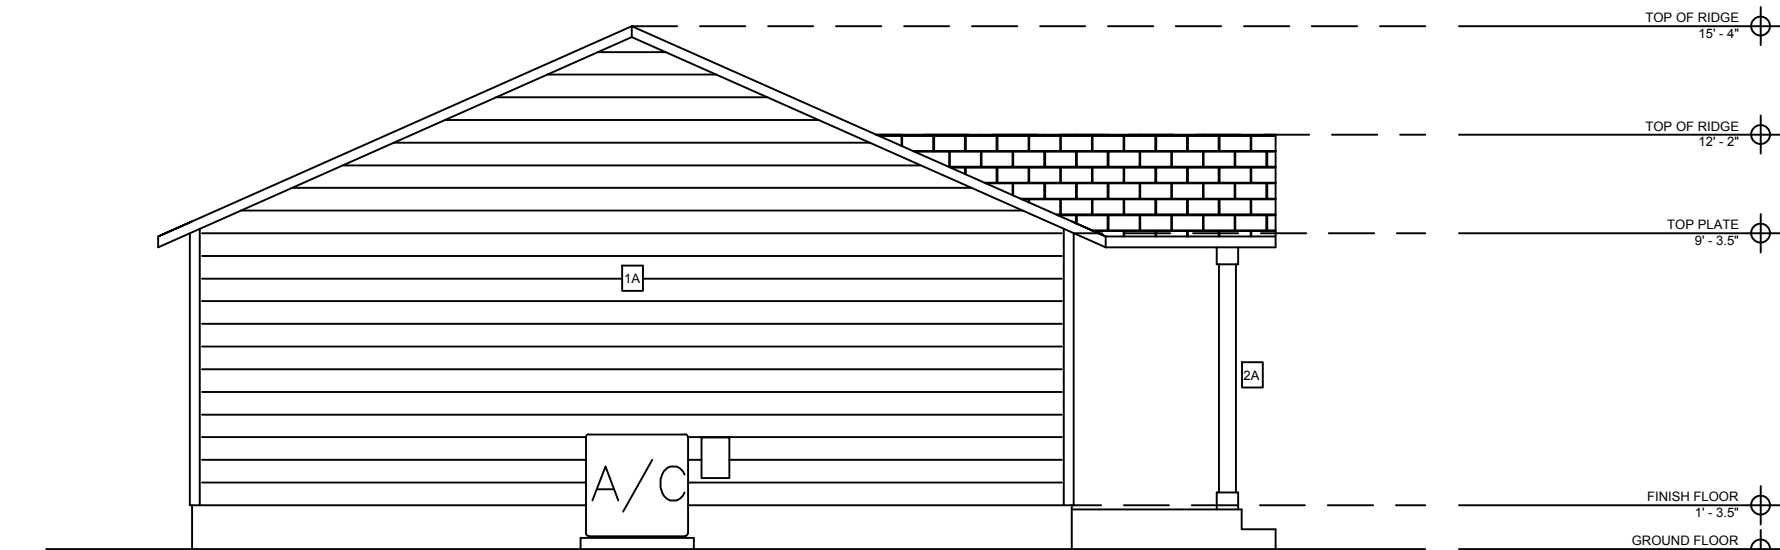 TOP OF RIDGE
15' - 4"
TOP OF RIDGE
12' - 2"
TOP PLATE
9' - 3.5"
1A
2A
A/C
FINISH FLOOR
1' - 3.5"
GROUND FLOOR